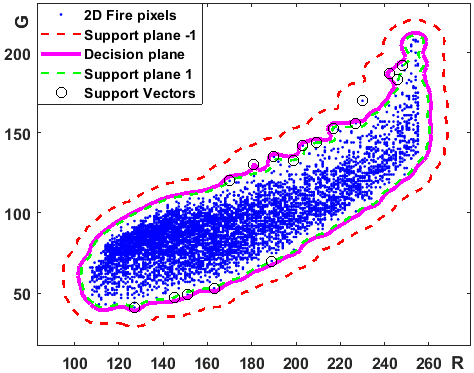 G
2D Fire pixels
Support plane -1
Decision plane
Support plane 1
Support Vectors
200
150
100
50
100 120 140 160 180 200 220 240 260 R